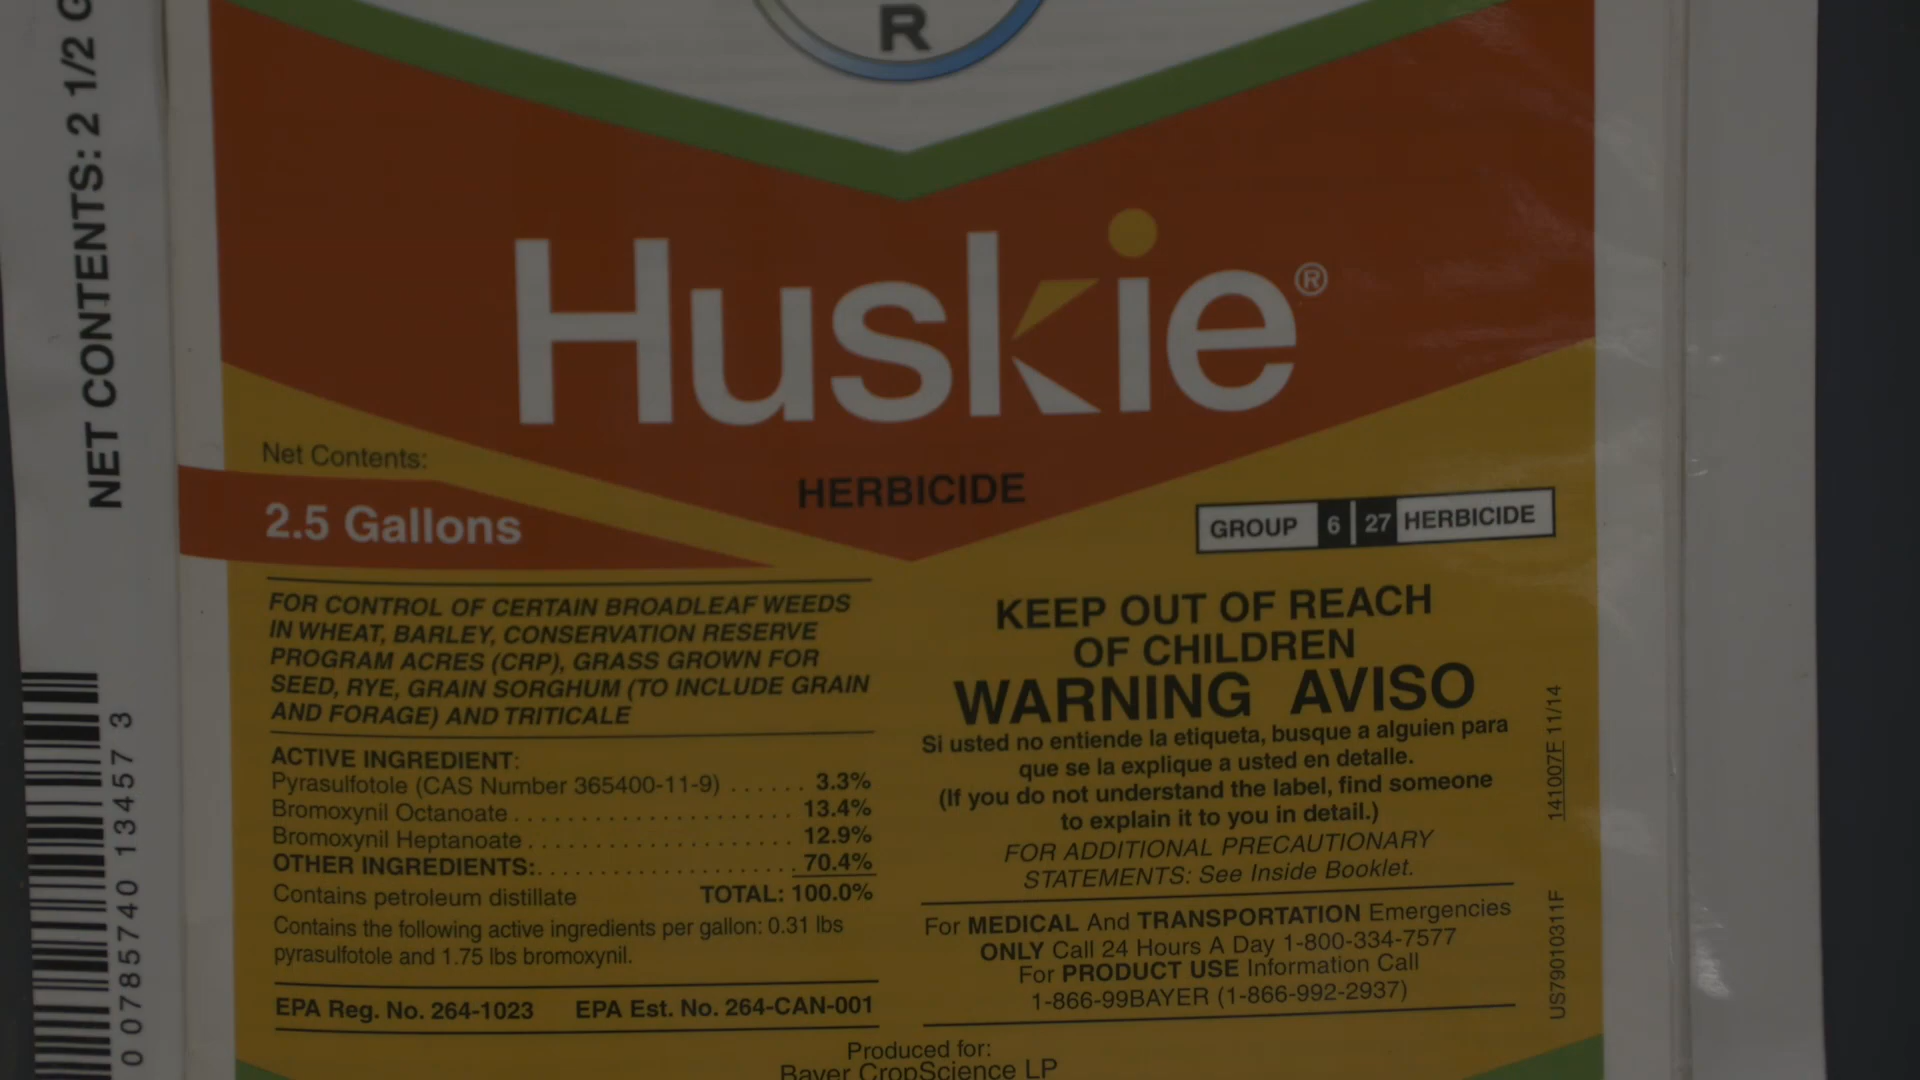 R
NET CONTENTS: 2 1/2 G
Huskie®
HERBICIDE
Net Contents:
2.5 Gallons
GROUP 6 27 HERBICIDE
FOR CONTROL OF CERTAIN BROADLEAF WEEDS
IN WHEAT, BARLEY, CONSERVATION RESERVE
PROGRAM ACRES (CRP), GRASS GROWN FOR
SEED, RYE, GRAIN SORGHUM (TO INCLUDE GRAIN
AND FORAGE) AND TRITICALE
ACTIVE INGREDIENT:
Pyrasulfotole (CAS Number 365400-11-9) ...... 3.3%
Bromoxynil Octanoate..................... 13.4%
Bromoxynil Heptanoate.................... 12.9%
OTHER INGREDIENTS:.................... 70.4%
Contains petroleum distillate TOTAL: 100.0%
Contains the following active ingredients per gallon: 0.31 lbs
pyrasulfotole and 1.75 lbs bromoxynil.
EPA Reg. No. 264-1023 EPA Est. No. 264-CAN-001
KEEP OUT OF REACH
OF CHILDREN
WARNING AVISO
Si usted no entiende la etiqueta, busque a alguien para
que se la explique a usted en detalle.
(If you do not understand the label, find someone
to explain it to you in detail.)
FOR ADDITIONAL PRECAUTIONARY
STATEMENTS: See Inside Booklet.
For MEDICAL And TRANSPORTATION Emergencies
ONLY Call 24 Hours A Day 1-800-334-7577
For PRODUCT USE Information Call
1-866-99BAYER (1-866-992-2937)
141007F 11/14
US79010311F
Produced for:
Bayer CropScience LP
0 0785740 13457 3